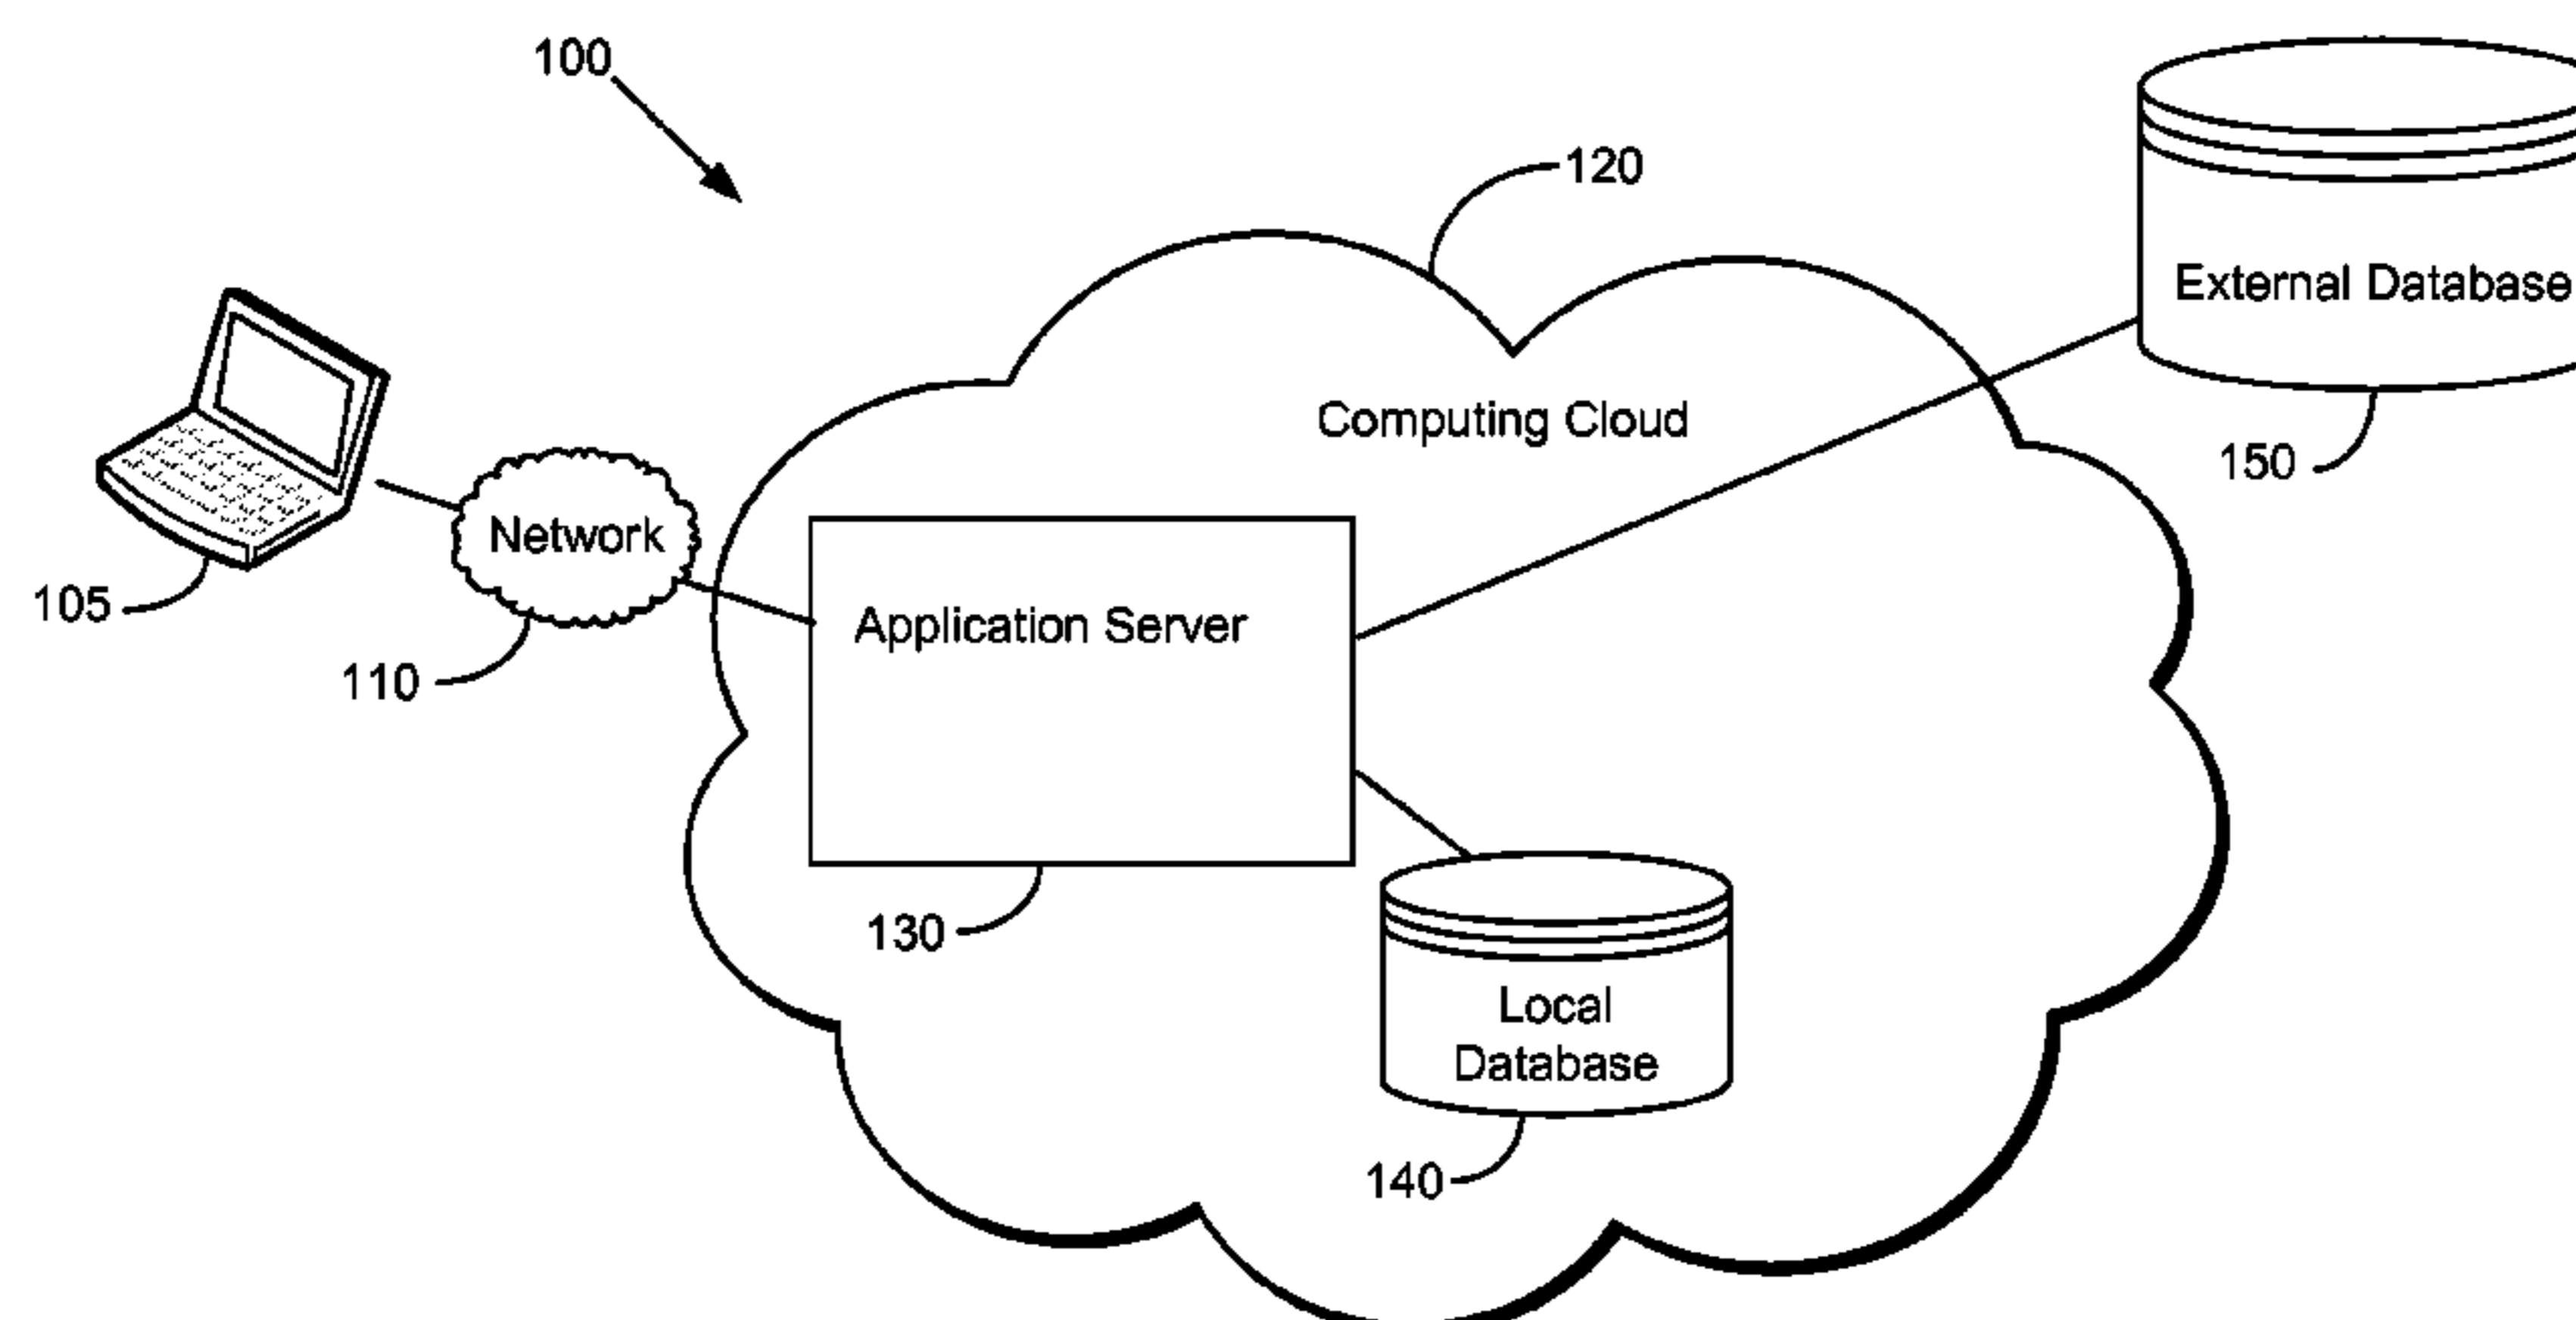 100
120
External Database
Computing Cloud
150
Network
105
Application Server
110
130
Local
Database
140